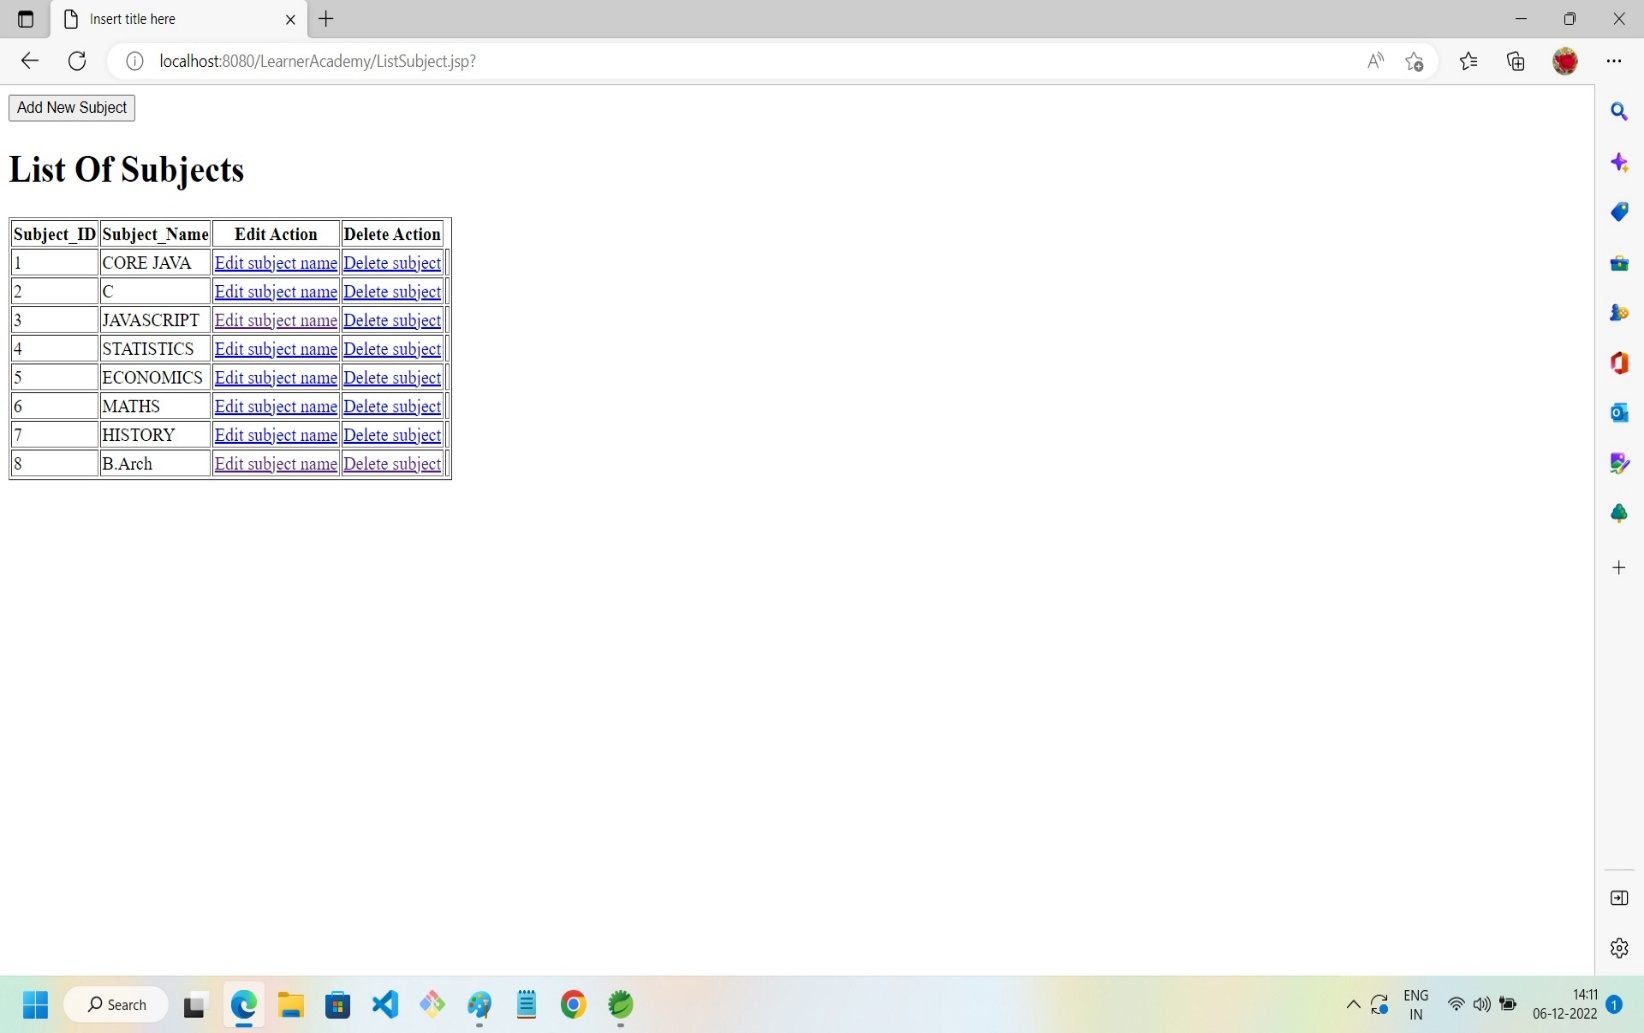 Insert title here
localhost:8080/LearnerAcademy/ListSubject.jsp?
Add New Subject
List Of Subjects
Subject_ID Subject_Name Edit Action Delete Action
1 CORE JAVA Edit subject name Delete subject
2 C Edit subject name Delete subject
3 JAVASCRIPT Edit subject name Delete subject
4 STATISTICS Edit subject name Delete subject
5 ECONOMICS Edit subject name Delete subject
6 MATHS Edit subject name Delete subject
7 HISTORY Edit subject name Delete subject
8 B.Arch Edit subject name Delete subject
Search
ENG
IN
14:11
06-12-2022
1